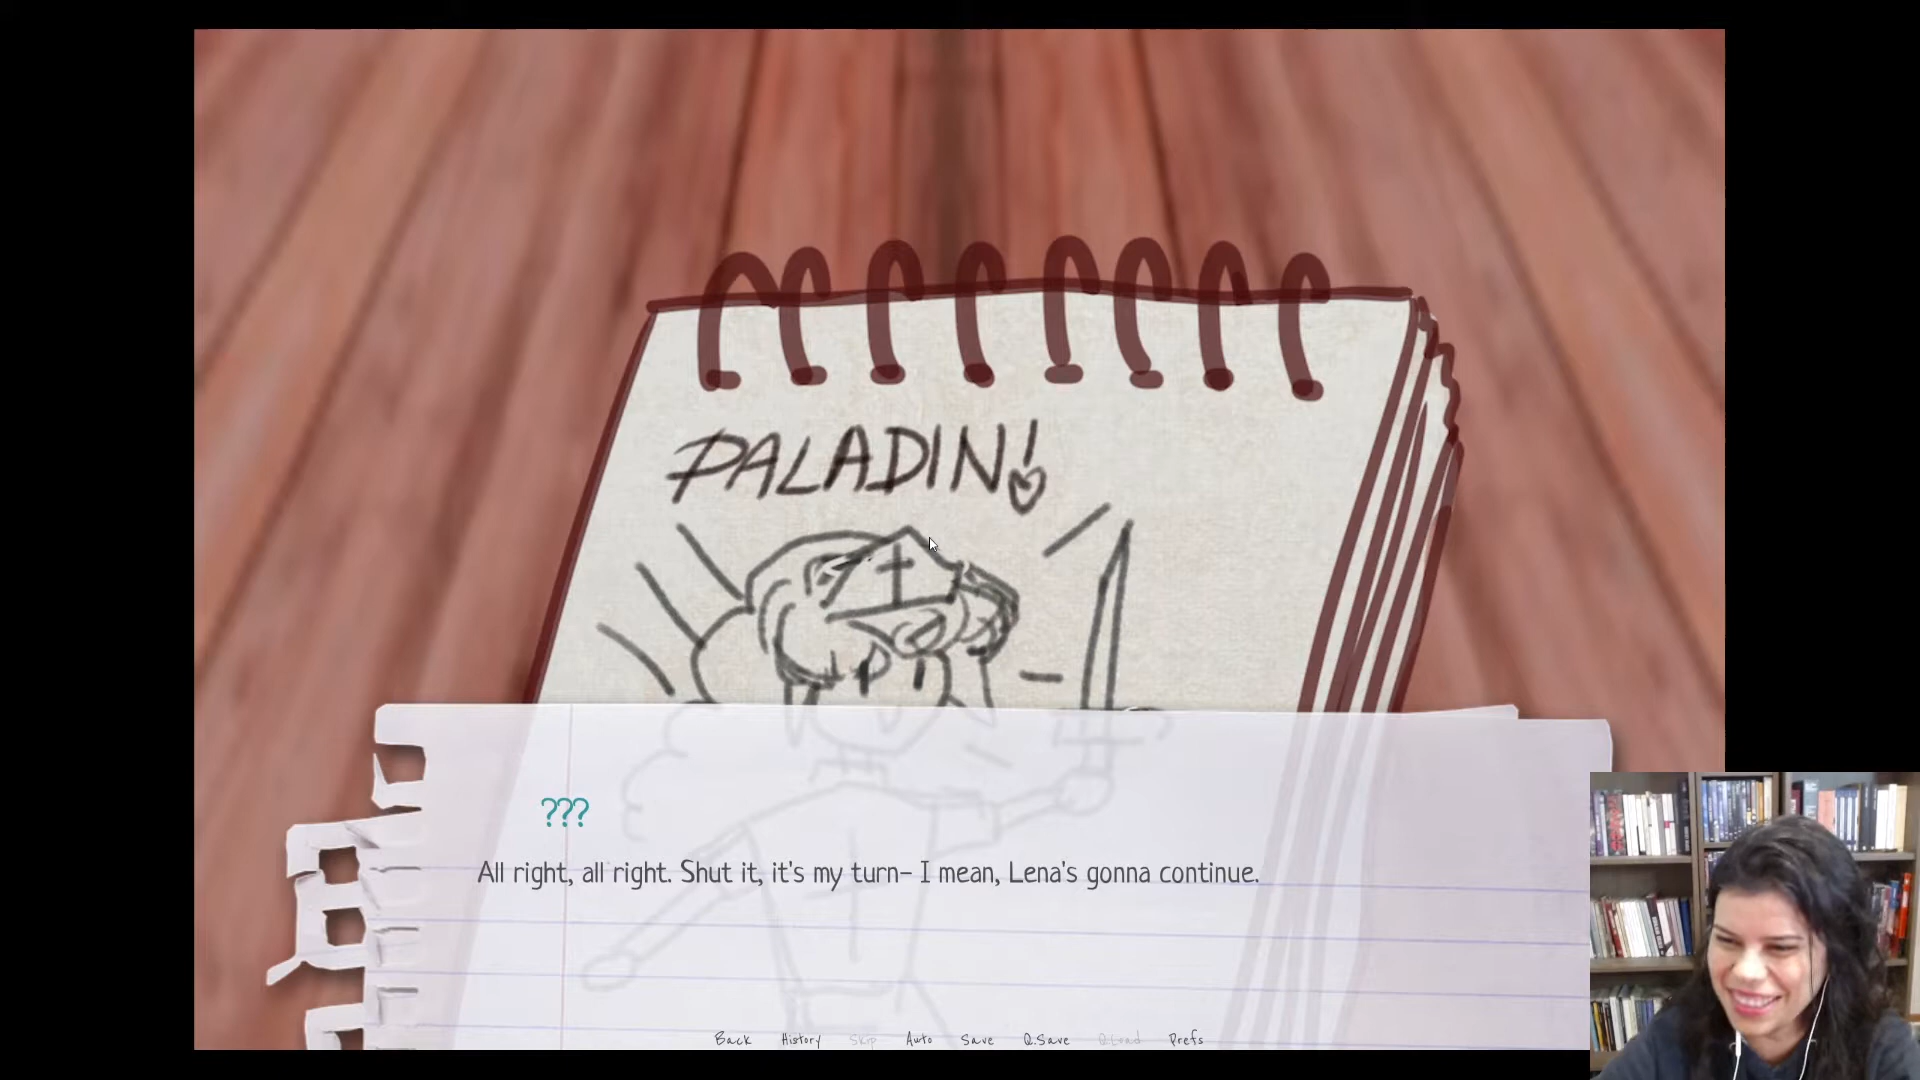 PALADIN!
???
All right, all right. Shut it, it's my turn– I mean, Lena's gonna continue.
Back History Skip Auto Save Q.Save Q.Load Prefs